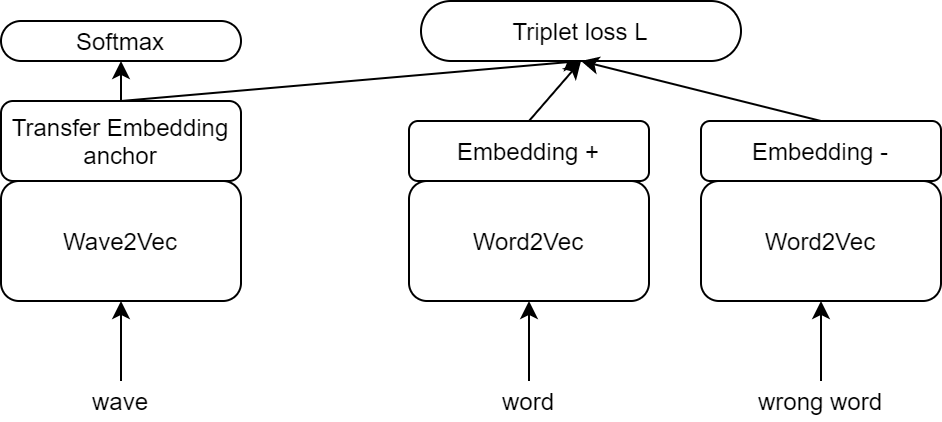 Softmax
Triplet loss L
Transfer Embedding
anchor
Embedding +
Embedding -
Wave2Vec
Word2Vec
Word2Vec
wave
word
wrong word